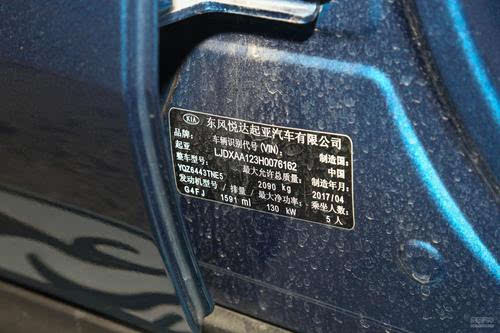 KIA 东风悦达起亚汽车有限公司
品牌: 车辆识别代号(VIN): 制造国:
起亚 LJDXAA123H0076162 中国
整车型号: 最大允许总质量: 制造年月:
YQZ6443TNE5 2090 kg 2017/04
发动机型号/排量/最大净功率: 乘坐人数:
G4FJ 1591 ml 130 kW 5人